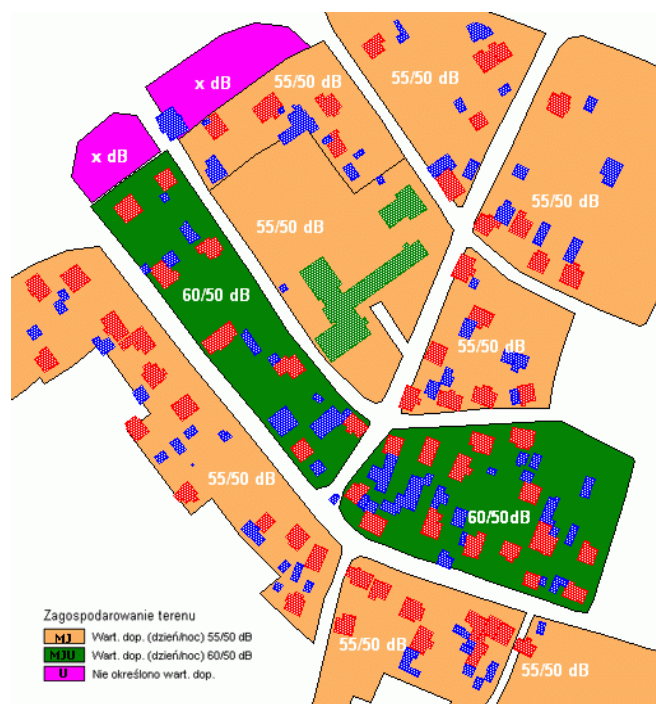 x dB
55/50 dB
55/50 dB
x dB
55/50 dB
55/50 dB
60/50 dB
55/50 dB
55/50 dB
60/50dB
55/50 dB
55/50 dB
Zagospodarowanie terenu
MJ Wart. dop. (dzień/noc) 55/50 dB
MJU Wart. dop. (dzień/noc) 60/50 dB
U Nie określono wart. dop.